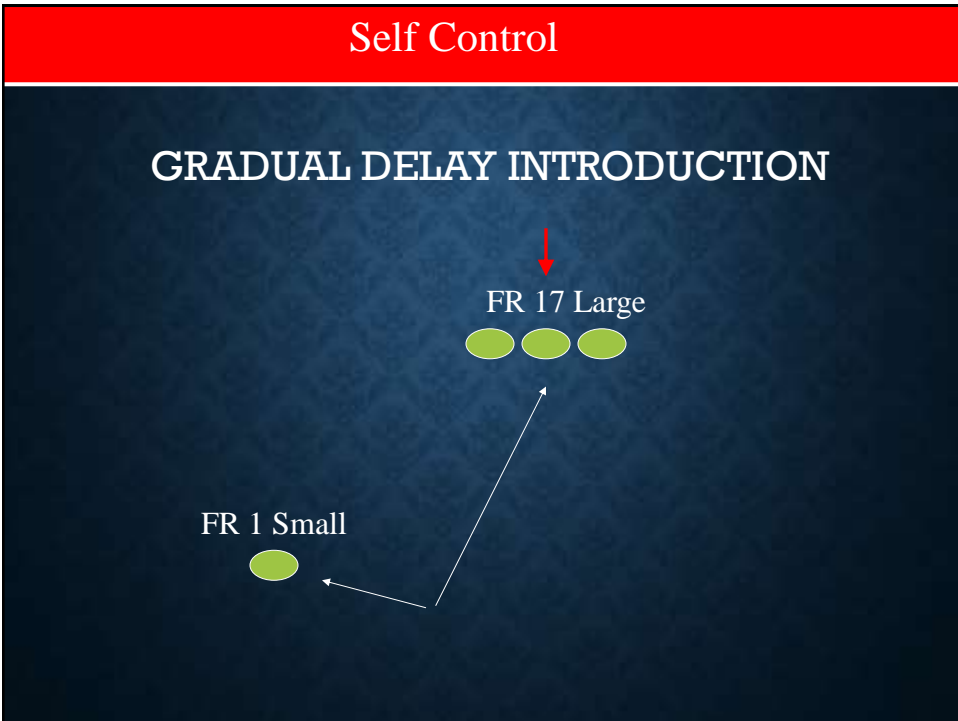 Self Control
GRADUAL DELAY INTRODUCTION
FR 17 Large
FR 1 Small